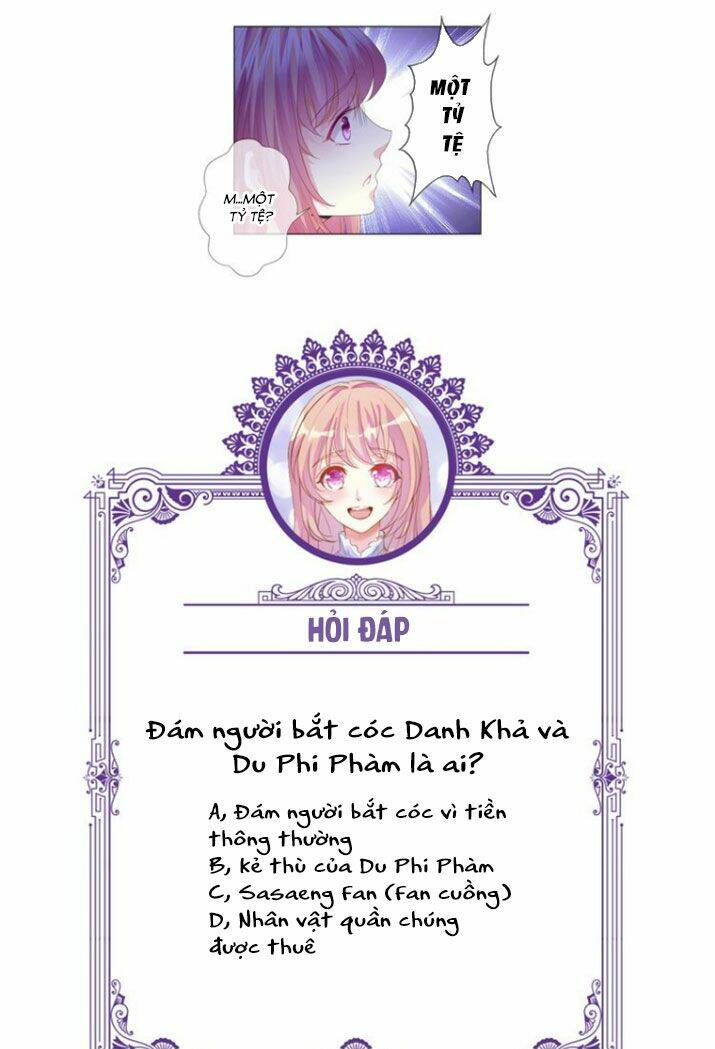 MỘT
TỶ
TỆ
M...MỘT
TỶ TỆ?
HỎI ĐÁP
Đám người bắt cóc Danh Khả và
Du Phi Phàm là ai?
A, Đám người bắt cóc vì tiền
thông thường
B, kẻ thù của Du Phi Phàm
C, Sasaeng Fan (fan cuồng)
D, Nhân vật quần chúng
được thuê